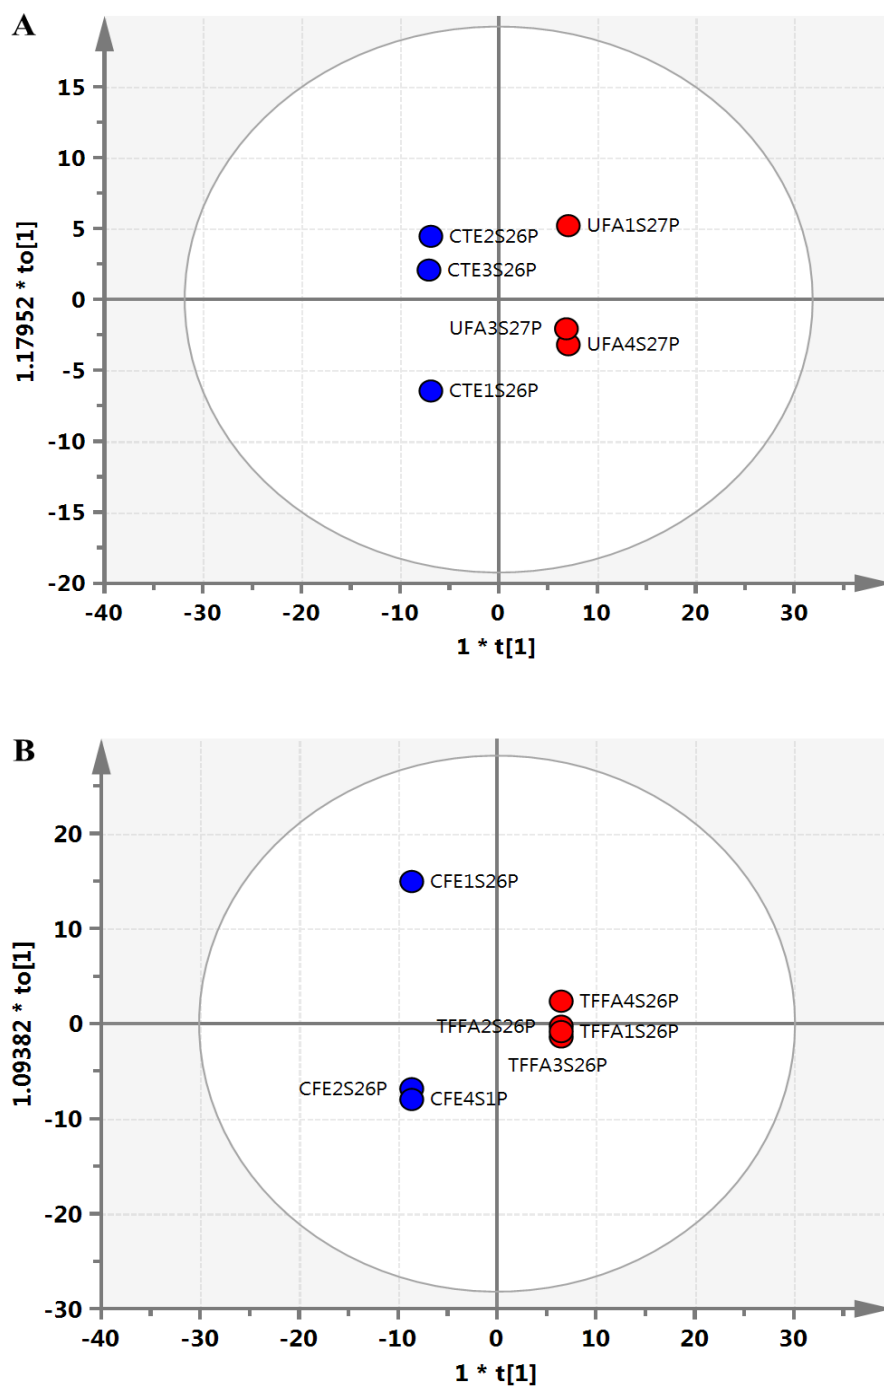 A
15
10
5
0
-5
-10
-15
-20
1.17952 * to[1]
CTE2S26P
UFA1S27P
CTE3S26P
UFA3S27P
UFA4S27P
CTE1S26P
-40 -30 -20 -10 0 10 20 30
1 * t[1]
B
20
10
0
-10
-20
-30
1.09382 * to[1]
CFE1S26P
TFFA4S26P
TFFA2S26P
TFFA1S26P
TFFA3S26P
CFE2S26P
CFE4S1P
-40 -30 -20 -10 0 10 20 30
1 * t[1]